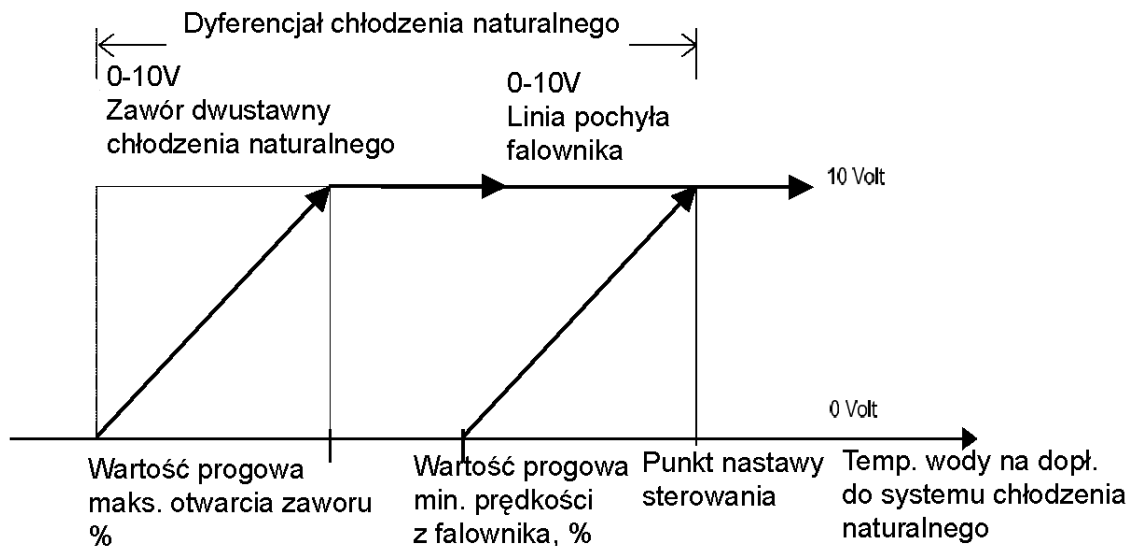 Dyferencjał chłodzenia naturalnego
0-10V
Zawór dwustawny
chłodzenia naturalnego
0-10V
Linia pochyła
falownika
10 Volt
0 Volt
Wartość progowa
maks. otwarcia zaworu
%
Wartość progowa
min. prędkości
z falownika, %
Punkt nastawy
sterowania
Temp. wody na dopł.
do systemu chłodzenia
naturalnego